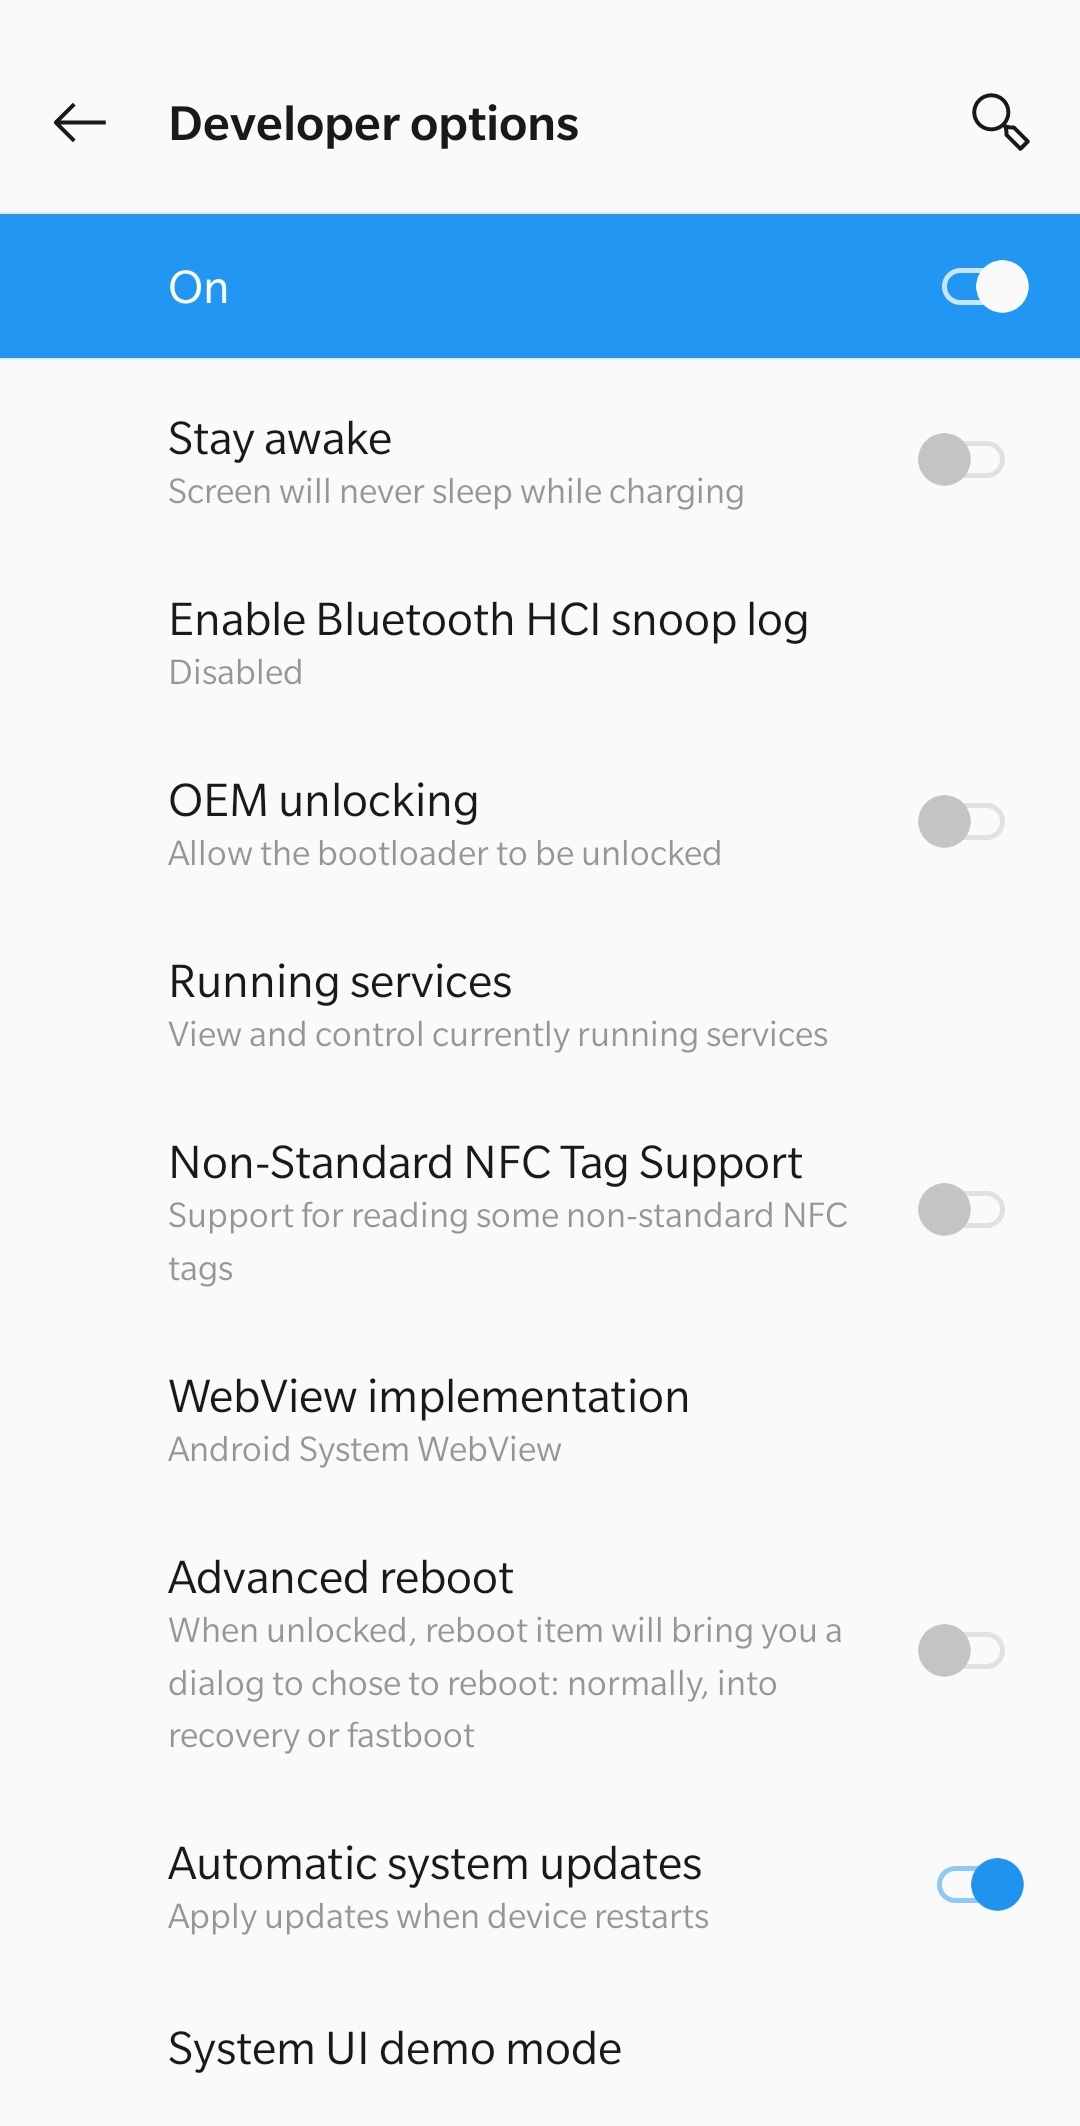 Developer options
On
Stay awake
Screen will never sleep while charging
Enable Bluetooth HCI snoop log
Disabled
OEM unlocking
Allow the bootloader to be unlocked
Running services
View and control currently running services
Non-Standard NFC Tag Support
Support for reading some non-standard NFC
tags
WebView implementation
Android System WebView
Advanced reboot
When unlocked, reboot item will bring you a
dialog to chose to reboot: normally, into
recovery or fastboot
Automatic system updates
Apply updates when device restarts
System UI demo mode